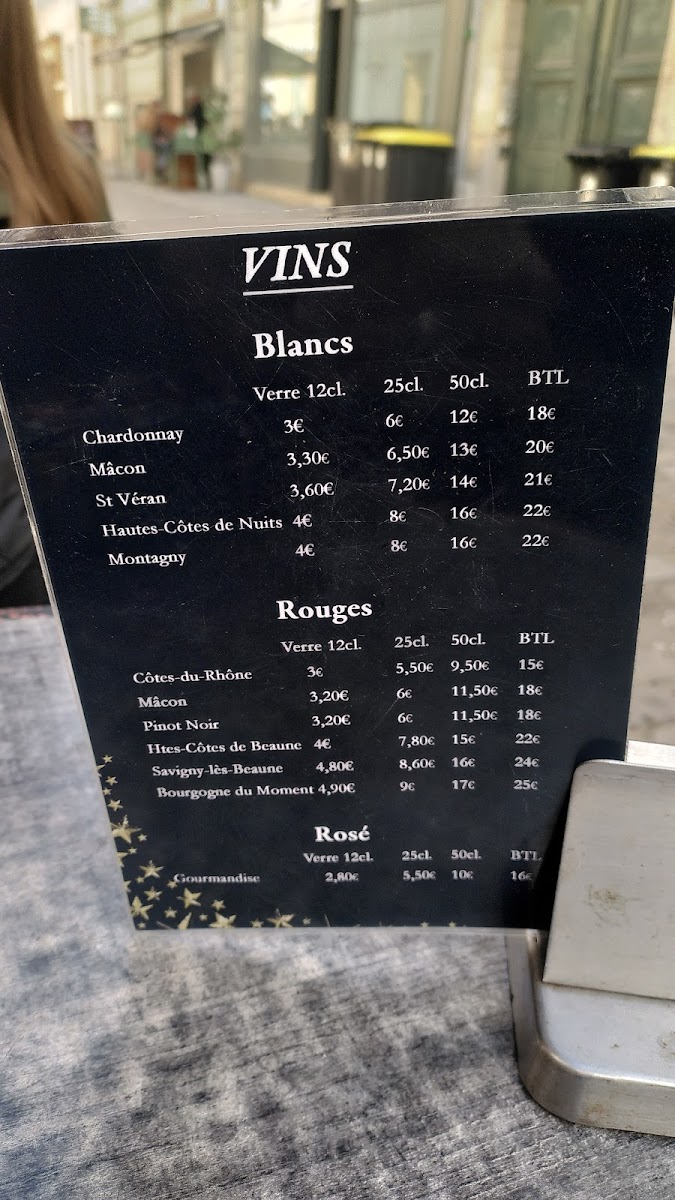 VINS
Blancs
Verre 12cl. 25cl. 50cl. BTL
Chardonnay 3€ 6€ 12€ 18€
Mâcon 3,30€ 6,50€ 13€ 20€
St Véran 3,60€ 7,20€ 14€ 21€
Hautes-Côtes de Nuits 4€ 8€ 16€ 22€
Montagny 4€ 8€ 16€ 22€
Rouges
Verre 12cl. 25cl. 50cl. BTL
Côtes-du-Rhône 3€ 5,50€ 9,50€ 15€
Mâcon 3,20€ 6€ 11,50€ 18€
Pinot Noir 3,20€ 6€ 11,50€ 18€
Htes-Côtes de Beaune 4€ 7,80€ 15€ 22€
Savigny-lès-Beaune 4,80€ 8,60€ 16€ 24€
Bourgogne du Moment 4,90€ 9€ 17€ 25€
Rosé
Verre 12cl. 25cl. 50cl. BTL
Gourmandise 2,80€ 5,50€ 10€ 16€